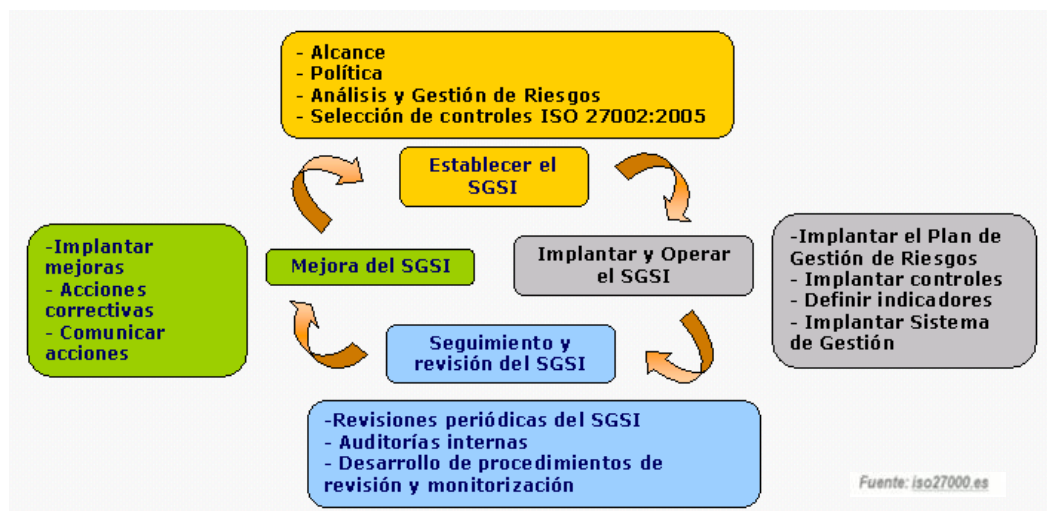 - Alcance
- Política
- Análisis y Gestión de Riesgos
- Selección de controles ISO 27002:2005
Establecer el
SGSI
Implantar y Operar
el SGSI
-Implantar el Plan de
Gestión de Riesgos
- Implantar controles
- Definir indicadores
- Implantar Sistema
de Gestión
Seguimiento y
revisión del SGSI
-Revisiones periódicas del SGSI
- Auditorías internas
- Desarrollo de procedimientos de
revisión y monitorización
Mejora del SGSI
-Implantar
mejoras
- Acciones
correctivas
- Comunicar
acciones
Fuente: iso27000.es